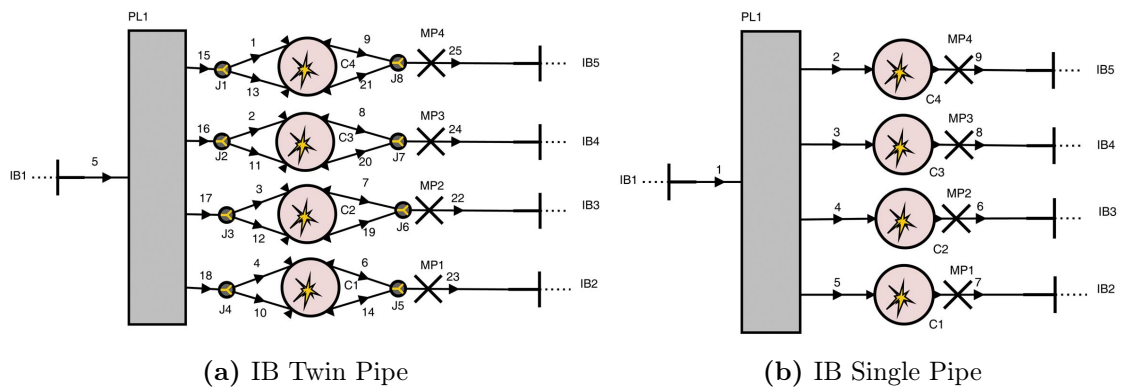 PL1
15 1 9 25
J1 13 C4 21 J8 MP4 IB5
16 2 8 24
J2 11 C3 20 J7 MP3 IB4
IB1 5
17 3 7 22
J3 12 C2 19 J6 MP2 IB3
18 4 6 23
J4 10 C1 14 J5 MP1 IB2
(a) IB Twin Pipe
PL1
2 MP4 9 IB5
C4
3 MP3 8 IB4
C3
IB1 1
4 MP2 6 IB3
C2
5 MP1 7 IB2
C1
(b) IB Single Pipe